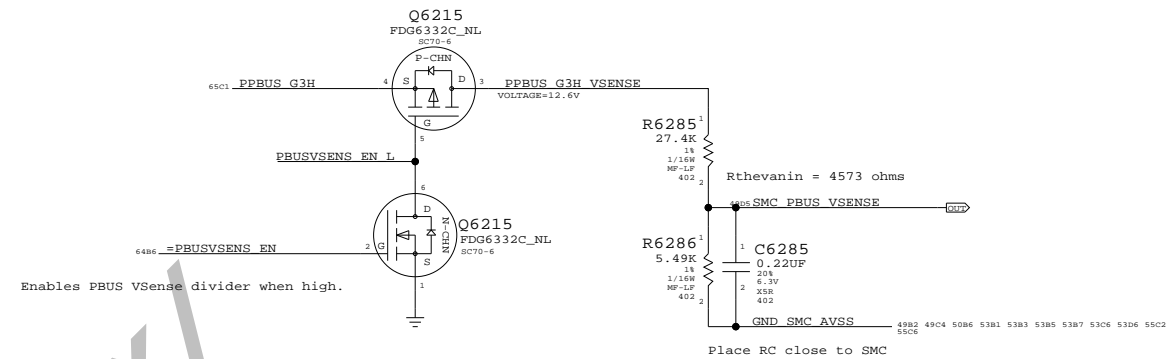 Q6215
FDG6332C_NL
SC70-6
P-CHN
65C1 PPBUS_G3H
4 S D 3
PPBUS_G3H_VSENSE
VOLTAGE=12.6V
G
5
PBUSVSENS_EN_L
R6285
27.4K
1%
1/16W
MF-LF
402
1
2
Rthevanin = 4573 ohms
49D5 SMC_PBUS_VSENSE
OUT
6
D
N-CHN
Q6215
FDG6332C_NL
SC70-6
64B6 =PBUSVSENS_EN
2 G
S
1
Enables PBUS VSense divider when high.
R6286
5.49K
1%
1/16W
MF-LF
402
1
2
1 C6285
0.22UF
20%
6.3V
2 X5R
402
GND_SMC_AVSS
49B2 49C4 50B6 53B1 53B3 53B5 53B7 53C6 53D6 55C2
55C6
Place RC close to SMC